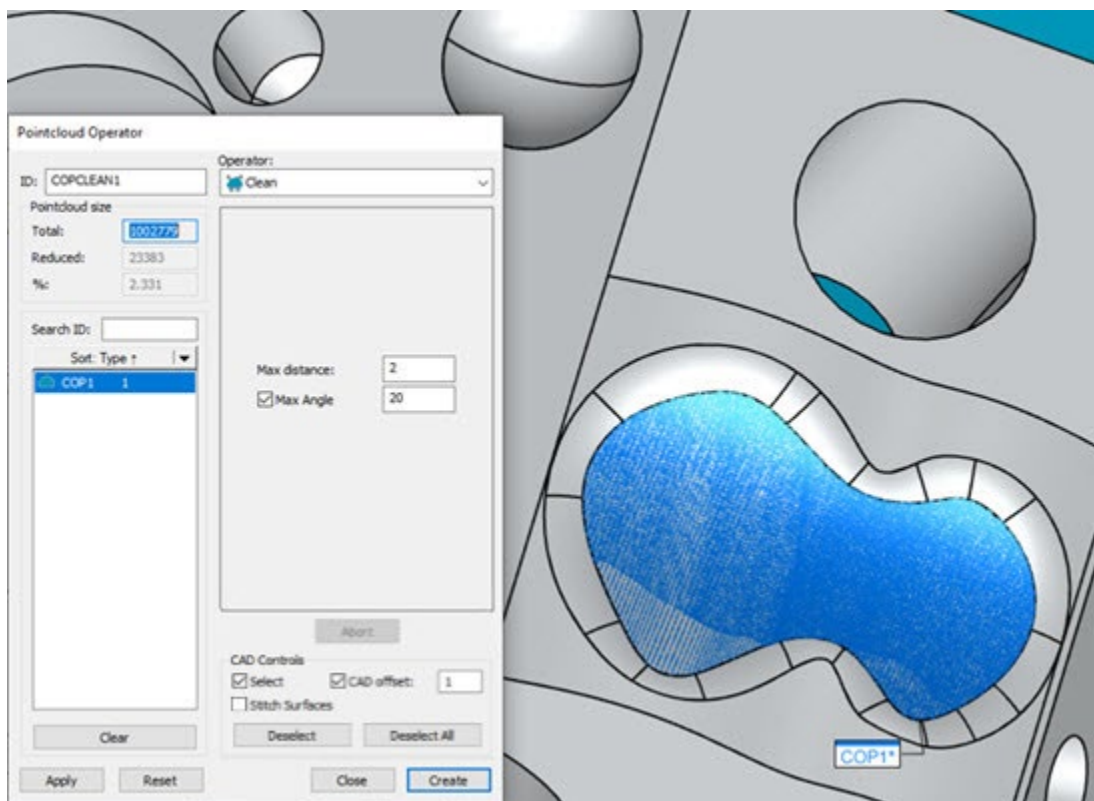 Pointcloud Operator
ID: COPCLEAN1
Operator:
Clean
Pointcloud size
Total: 1002779
Reduced: 23383
%: 2.331
Search ID:
Sort: Type ↑
COP1 1
Max distance: 2
Max Angle 20
Abort
CAD Controls
Select CAD offset: 1
Stitch Surfaces
Deselect Deselect All
Clear
Apply Reset Close Create
COP1*